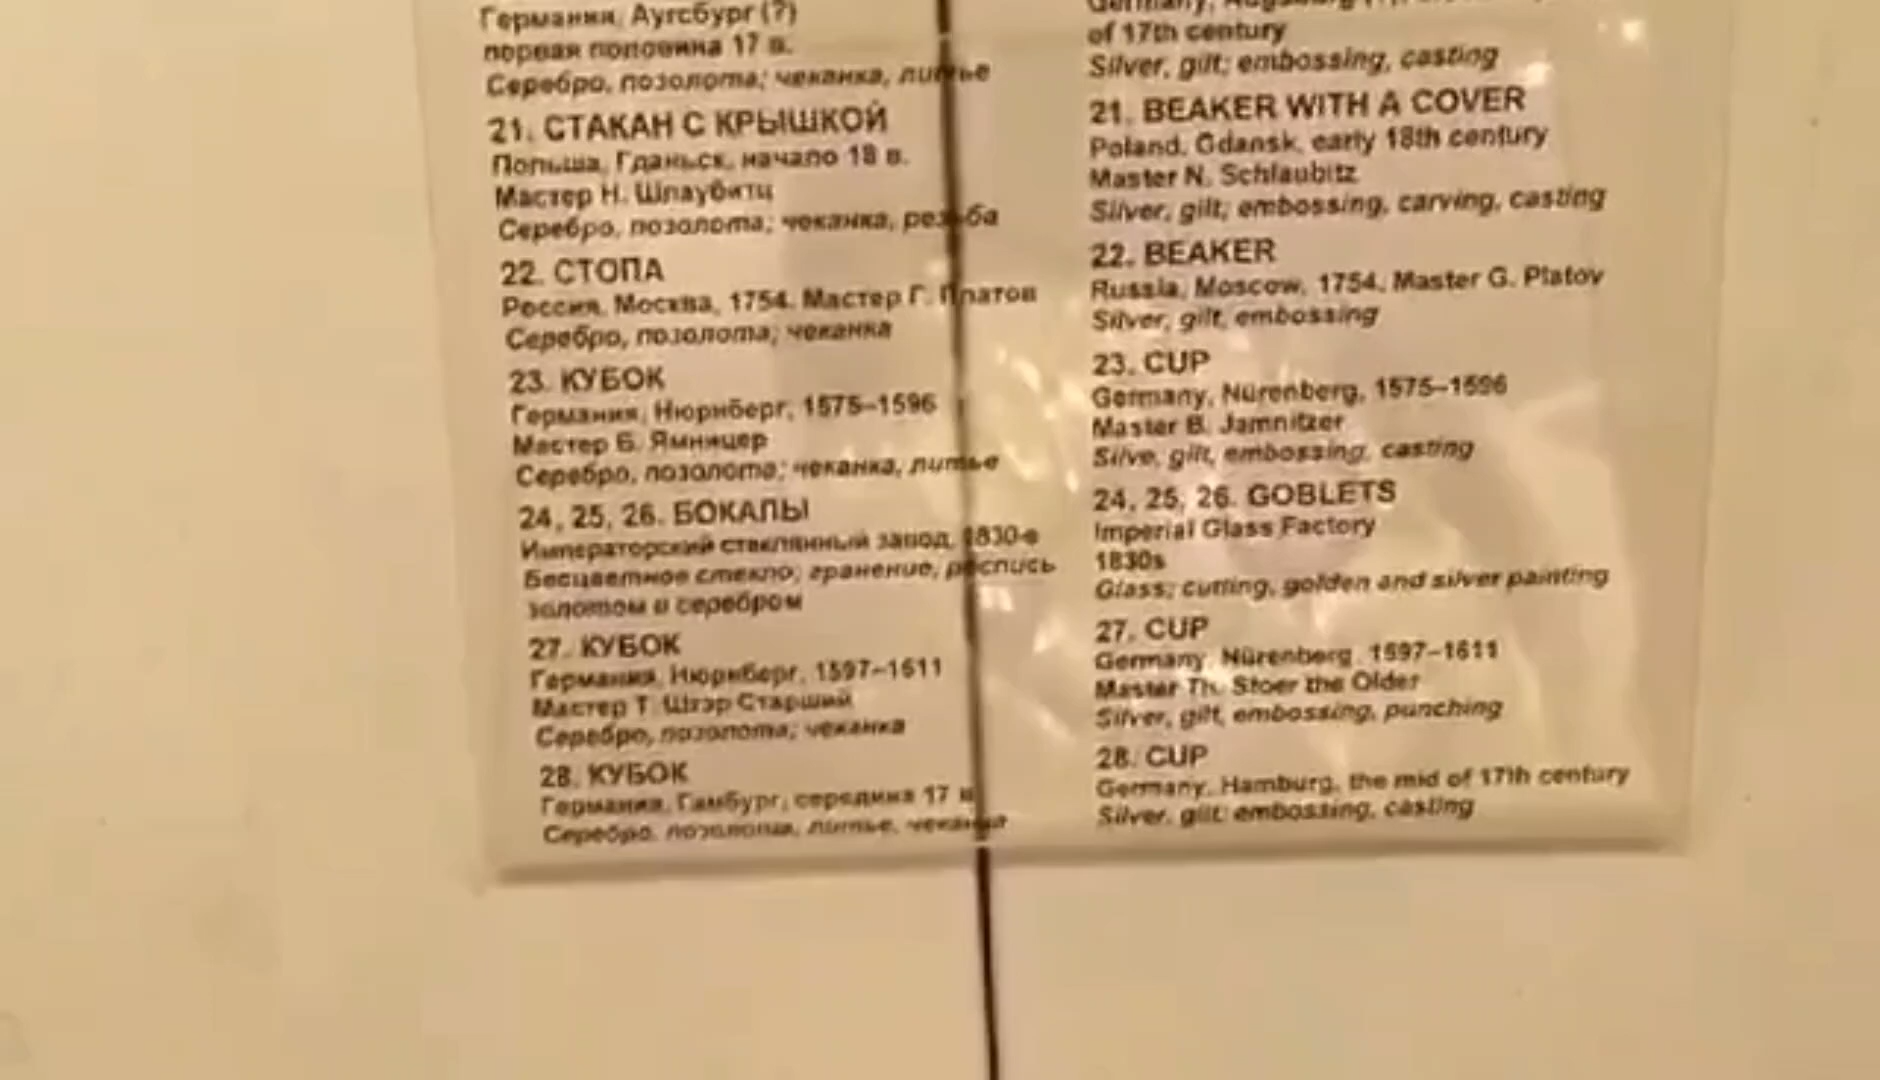 Германия, Аугсбург (?)
первая половина 17 в.
Серебро, позолота; чеканка, литье
21. СТАКАН С КРЫШКОЙ
Польша, Гданьск, начало 18 в.
Мастер Н. Шлаубитц
Серебро, позолота; чеканка, резьба
22. СТОПА
Россия, Москва, 1754. Мастер Г. Платов
Серебро, позолота; чеканка
23. КУБОК
Германия, Нюрнберг, 1575–1596
Мастер Б. Ямницер
Серебро, позолота; чеканка, литье
24, 25, 26. БОКАЛЫ
Императорский стеклянный завод, 1830-е
Бесцветное стекло; гранение, роспись
золотом и серебром
27. КУБОК
Германия, Нюрнберг, 1597–1611
Мастер Т. Штэр Старший
Серебро, позолота; чеканка
28. КУБОК
Германия, Гамбург, середина 17 в.
Серебро, позолота, литье, чеканка
Germany, Augsburg (?),
of 17th century
Silver, gilt; embossing, casting
21. BEAKER WITH A COVER
Poland, Gdansk, early 18th century
Master N. Schlaubitz
Silver, gilt; embossing, carving, casting
22. BEAKER
Russia, Moscow, 1754. Master G. Platov
Silver, gilt, embossing
23. CUP
Germany, Nürenberg, 1575–1596
Master B. Jamnitzer
Silve, gilt, embossing, casting
24, 25, 26. GOBLETS
Imperial Glass Factory
1830s
Glass; cutting, golden and silver painting
27. CUP
Germany, Nürenberg, 1597–1611
Master Th. Stoer the Older
Silver, gilt, embossing, punching
28. CUP
Germany, Hamburg, the mid of 17th century
Silver, gilt; embossing, casting